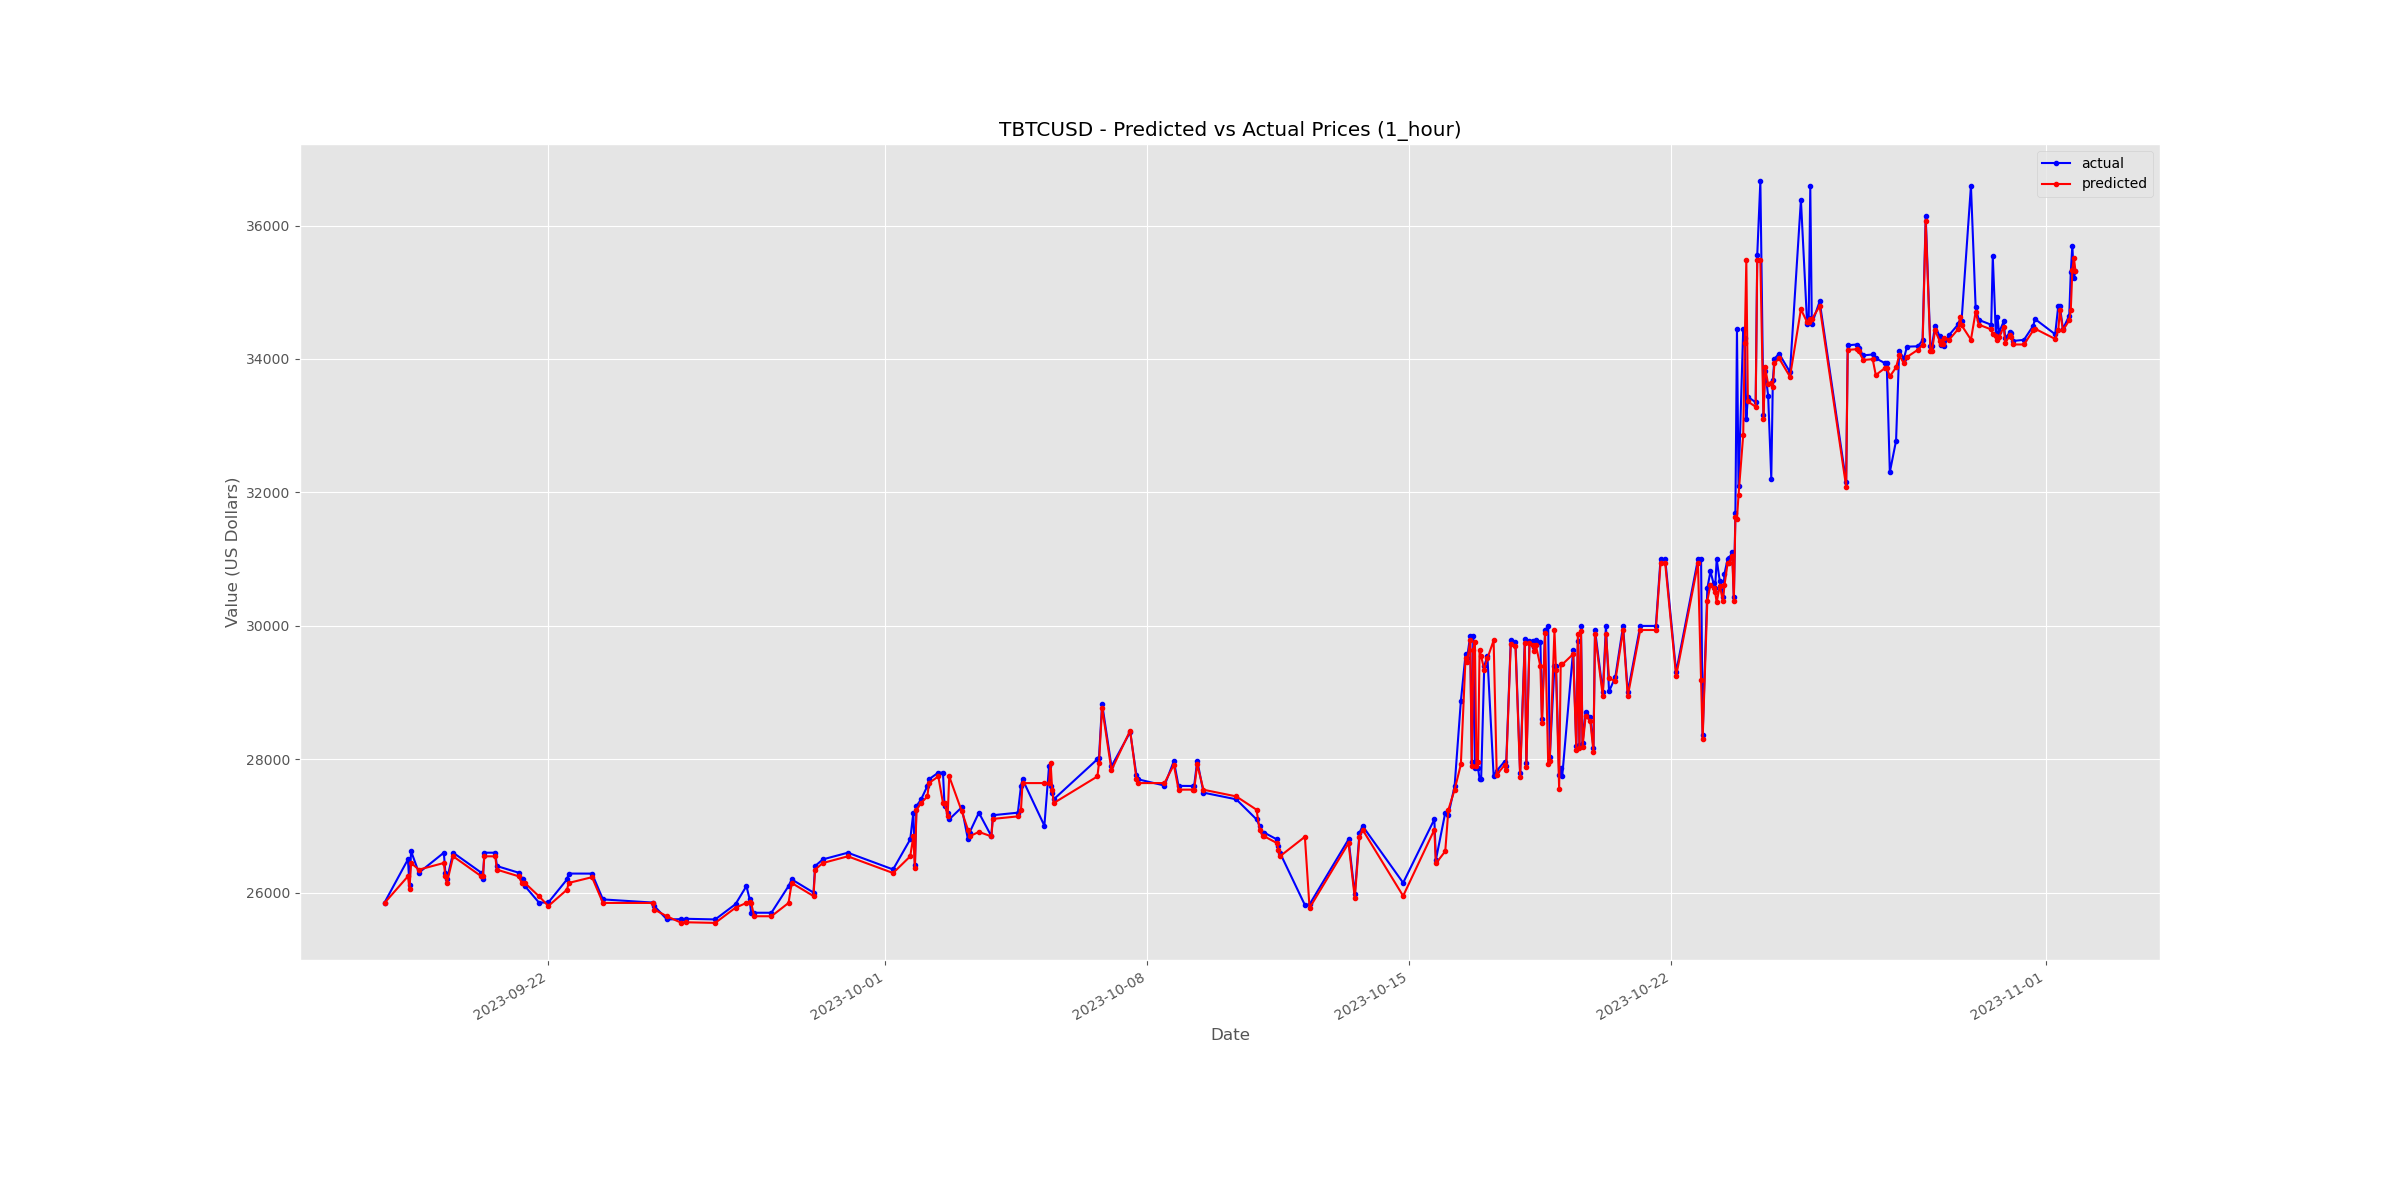 TBTCUSD - Predicted vs Actual Prices (1_hour)
actual
predicted
Value (US Dollars)
36000
34000
32000
30000
28000
26000
2023-09-22
2023-10-01
2023-10-08
2023-10-15
2023-10-22
2023-11-01
Date